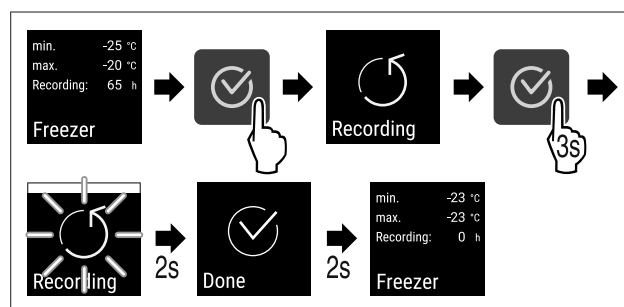 min. -25 °C
max. -20 °C
Recording: 65 h
Freezer
Recording
3s
Recording
2s
Done
2s
min. -23 °C
max. -23 °C
Recording: 0 h
Freezer